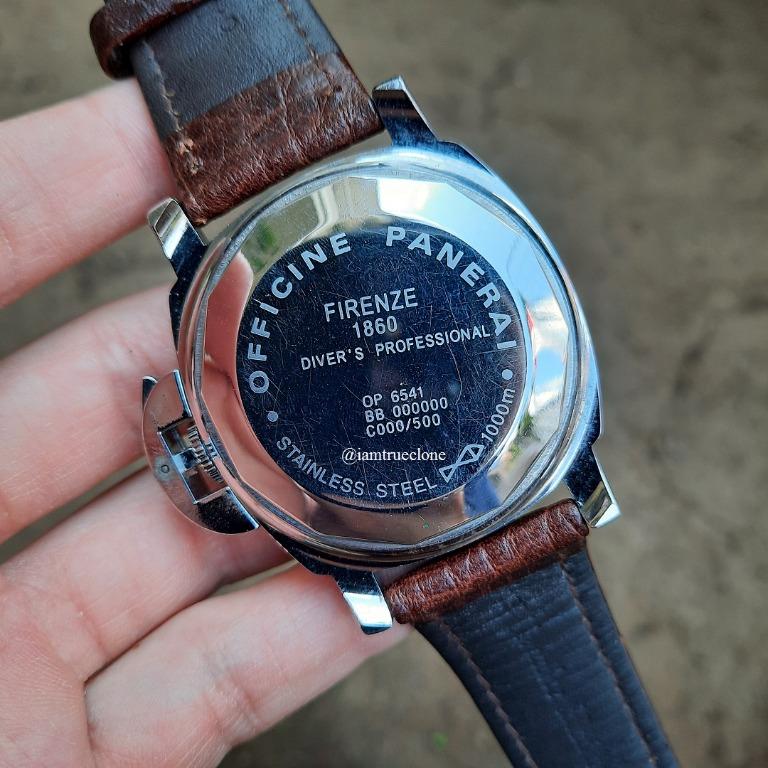 OFFICINE PANERAI
FIRENZE
1860
DIVER'S PROFESSIONAL
OP 6541
BB 000000
C000/500
@iamtrueclone
STAINLESS STEEL 1000m